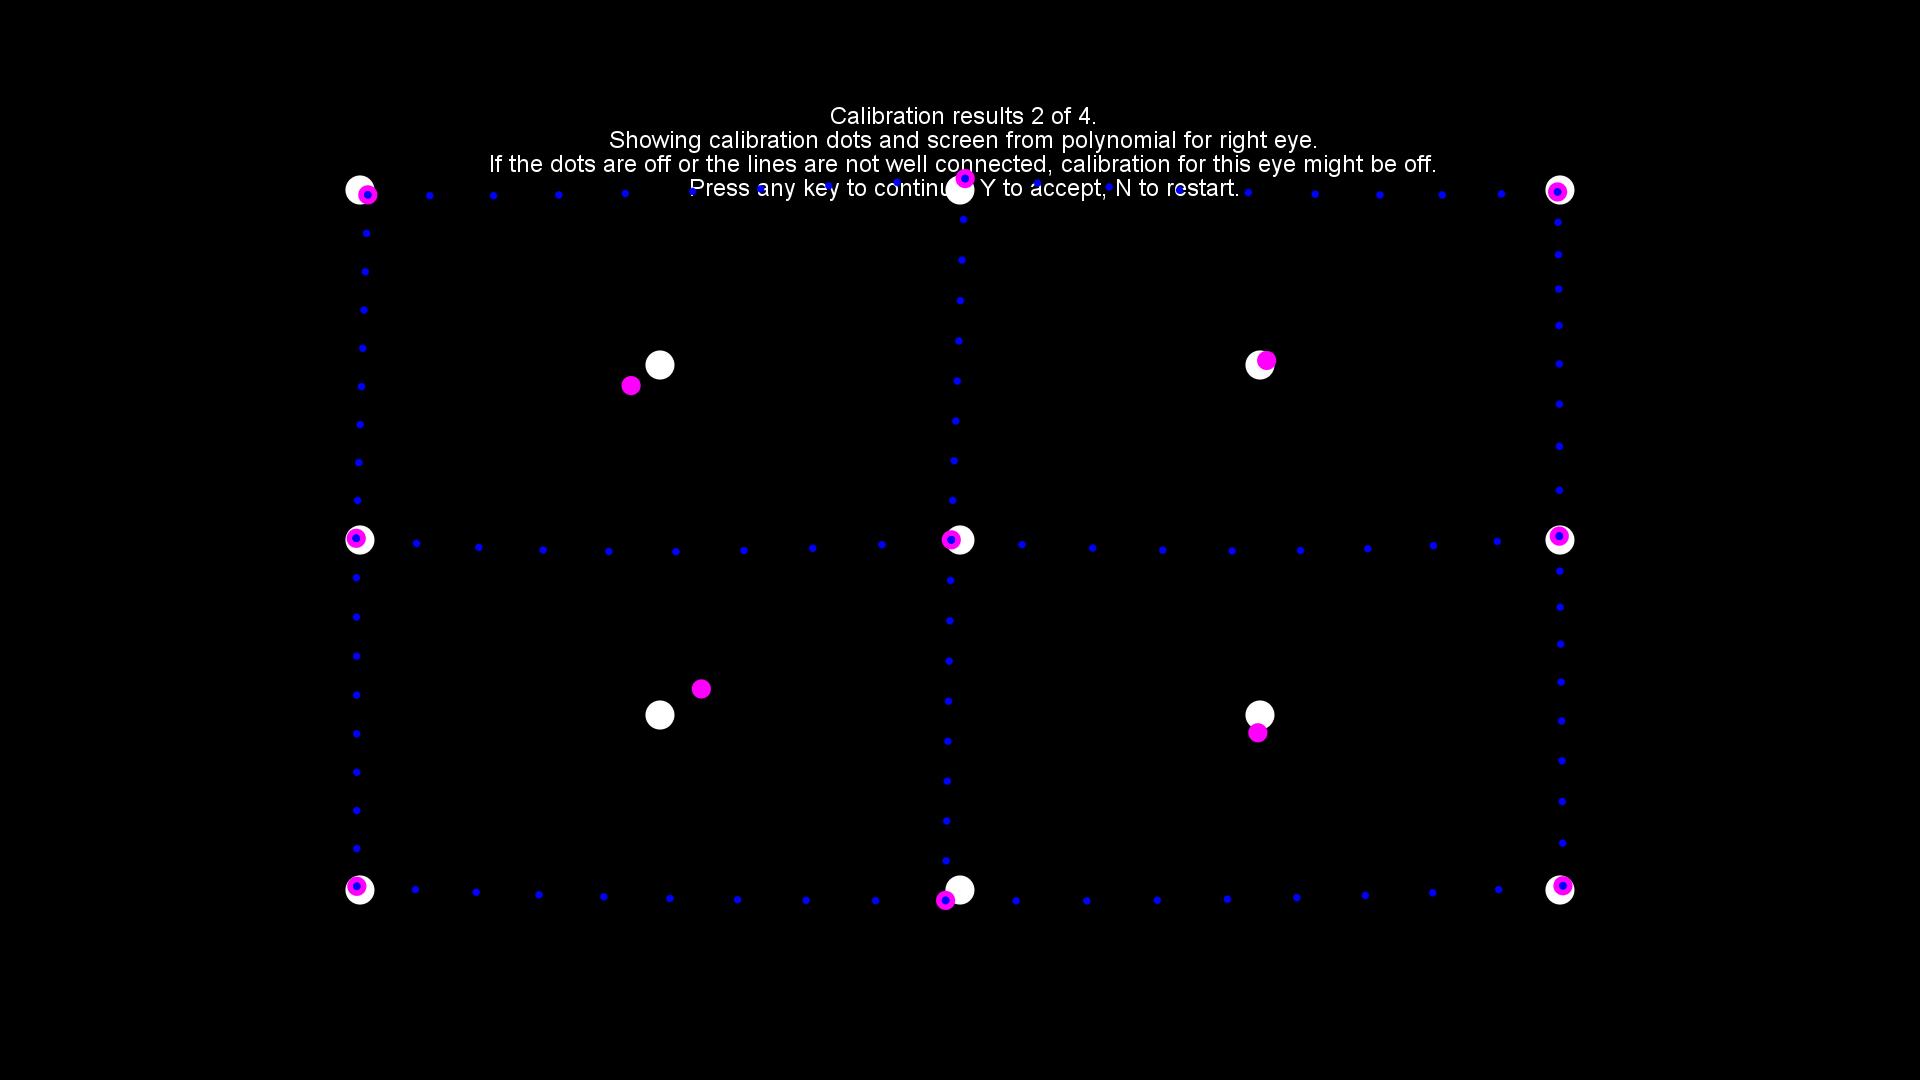 Calibration results 2 of 4.
Showing calibration dots and screen from polynomial for right eye.
If the dots are off or the lines are not well connected, calibration for this eye might be off.
Press any key to continu Y to accept, N to restart.